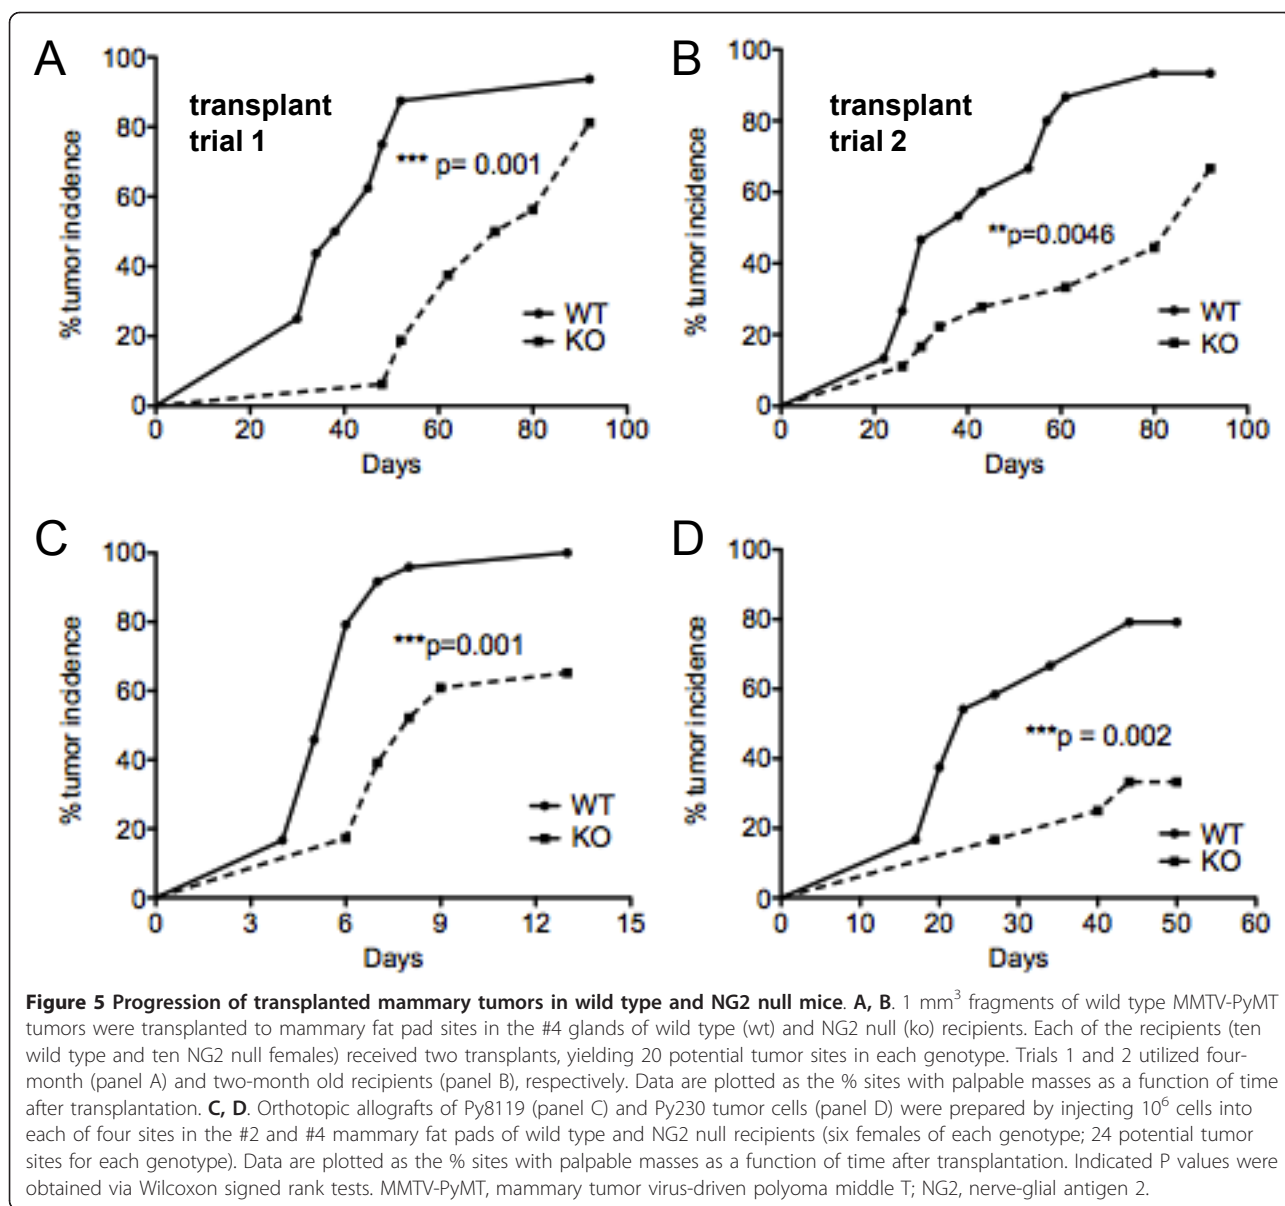 A
100
80
60
40
20
0
% tumor incidence
transplant
trial 1
*** p= 0.001
WT
KO
0 20 40 60 80 100
Days
B
100
80
60
40
20
0
% tumor incidence
transplant
trial 2
**p=0.0046
WT
KO
0 20 40 60 80 100
Days
C
100
80
60
40
20
0
% tumor incidence
***p=0.001
WT
KO
0 3 6 9 12 15
Days
D
100
80
60
40
20
0
% tumor incidence
***p = 0.002
WT
KO
0 10 20 30 40 50 60
Days
Figure 5 Progression of transplanted mammary tumors in wild type and NG2 null mice. A, B. 1 mm³ fragments of wild type MMTV-PyMT
tumors were transplanted to mammary fat pad sites in the #4 glands of wild type (wt) and NG2 null (ko) recipients. Each of the recipients (ten
wild type and ten NG2 null females) received two transplants, yielding 20 potential tumor sites in each genotype. Trials 1 and 2 utilized four-
month (panel A) and two-month old recipients (panel B), respectively. Data are plotted as the % sites with palpable masses as a function of time
after transplantation. C, D. Orthotopic allografts of Py8119 (panel C) and Py230 tumor cells (panel D) were prepared by injecting 10⁶ cells into
each of four sites in the #2 and #4 mammary fat pads of wild type and NG2 null recipients (six females of each genotype; 24 potential tumor
sites for each genotype). Data are plotted as the % sites with palpable masses as a function of time after transplantation. Indicated P values were
obtained via Wilcoxon signed rank tests. MMTV-PyMT, mammary tumor virus-driven polyoma middle T; NG2, nerve-glial antigen 2.